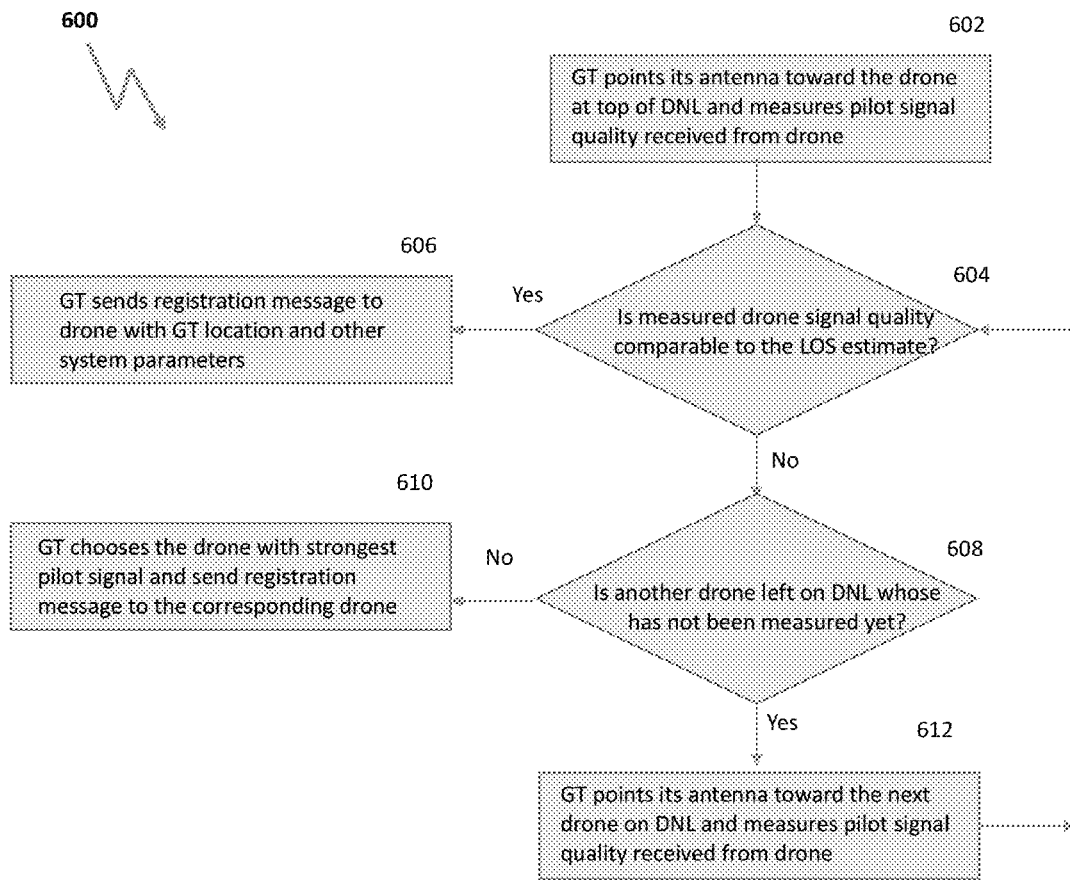 600
602
GT points its antenna toward the drone
at top of DNL and measures pilot signal
quality received from drone
606
GT sends registration message to
drone with GT location and other
system parameters
Yes
604
Is measured drone signal quality
comparable to the LOS estimate?
No
610
GT chooses the drone with strongest
pilot signal and send registration
message to the corresponding drone
No
608
Is another drone left on DNL whose
has not been measured yet?
Yes
612
GT points its antenna toward the next
drone on DNL and measures pilot signal
quality received from drone